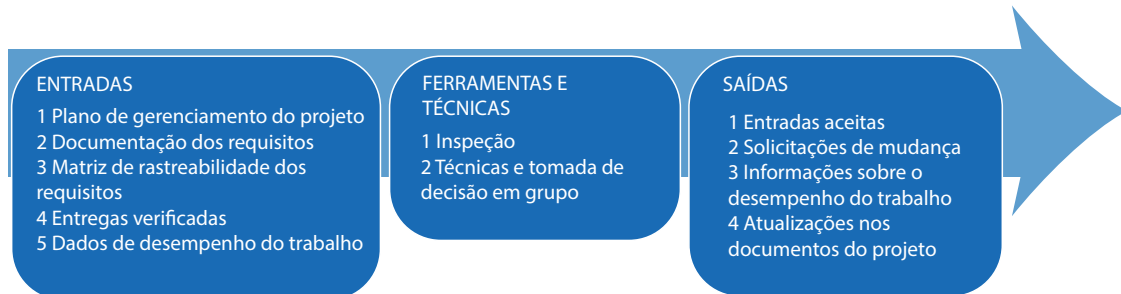 ENTRADAS
1 Plano de gerenciamento do projeto
2 Documentação dos requisitos
3 Matriz de rastreabilidade dos
requisitos
4 Entregas verificadas
5 Dados de desempenho do trabalho
FERRAMENTAS E
TÉCNICAS
1 Inspeção
2 Técnicas e tomada de
decisão em grupo
SAÍDAS
1 Entradas aceitas
2 Solicitações de mudança
3 Informações sobre o
desempenho do trabalho
4 Atualizações nos
documentos do projeto